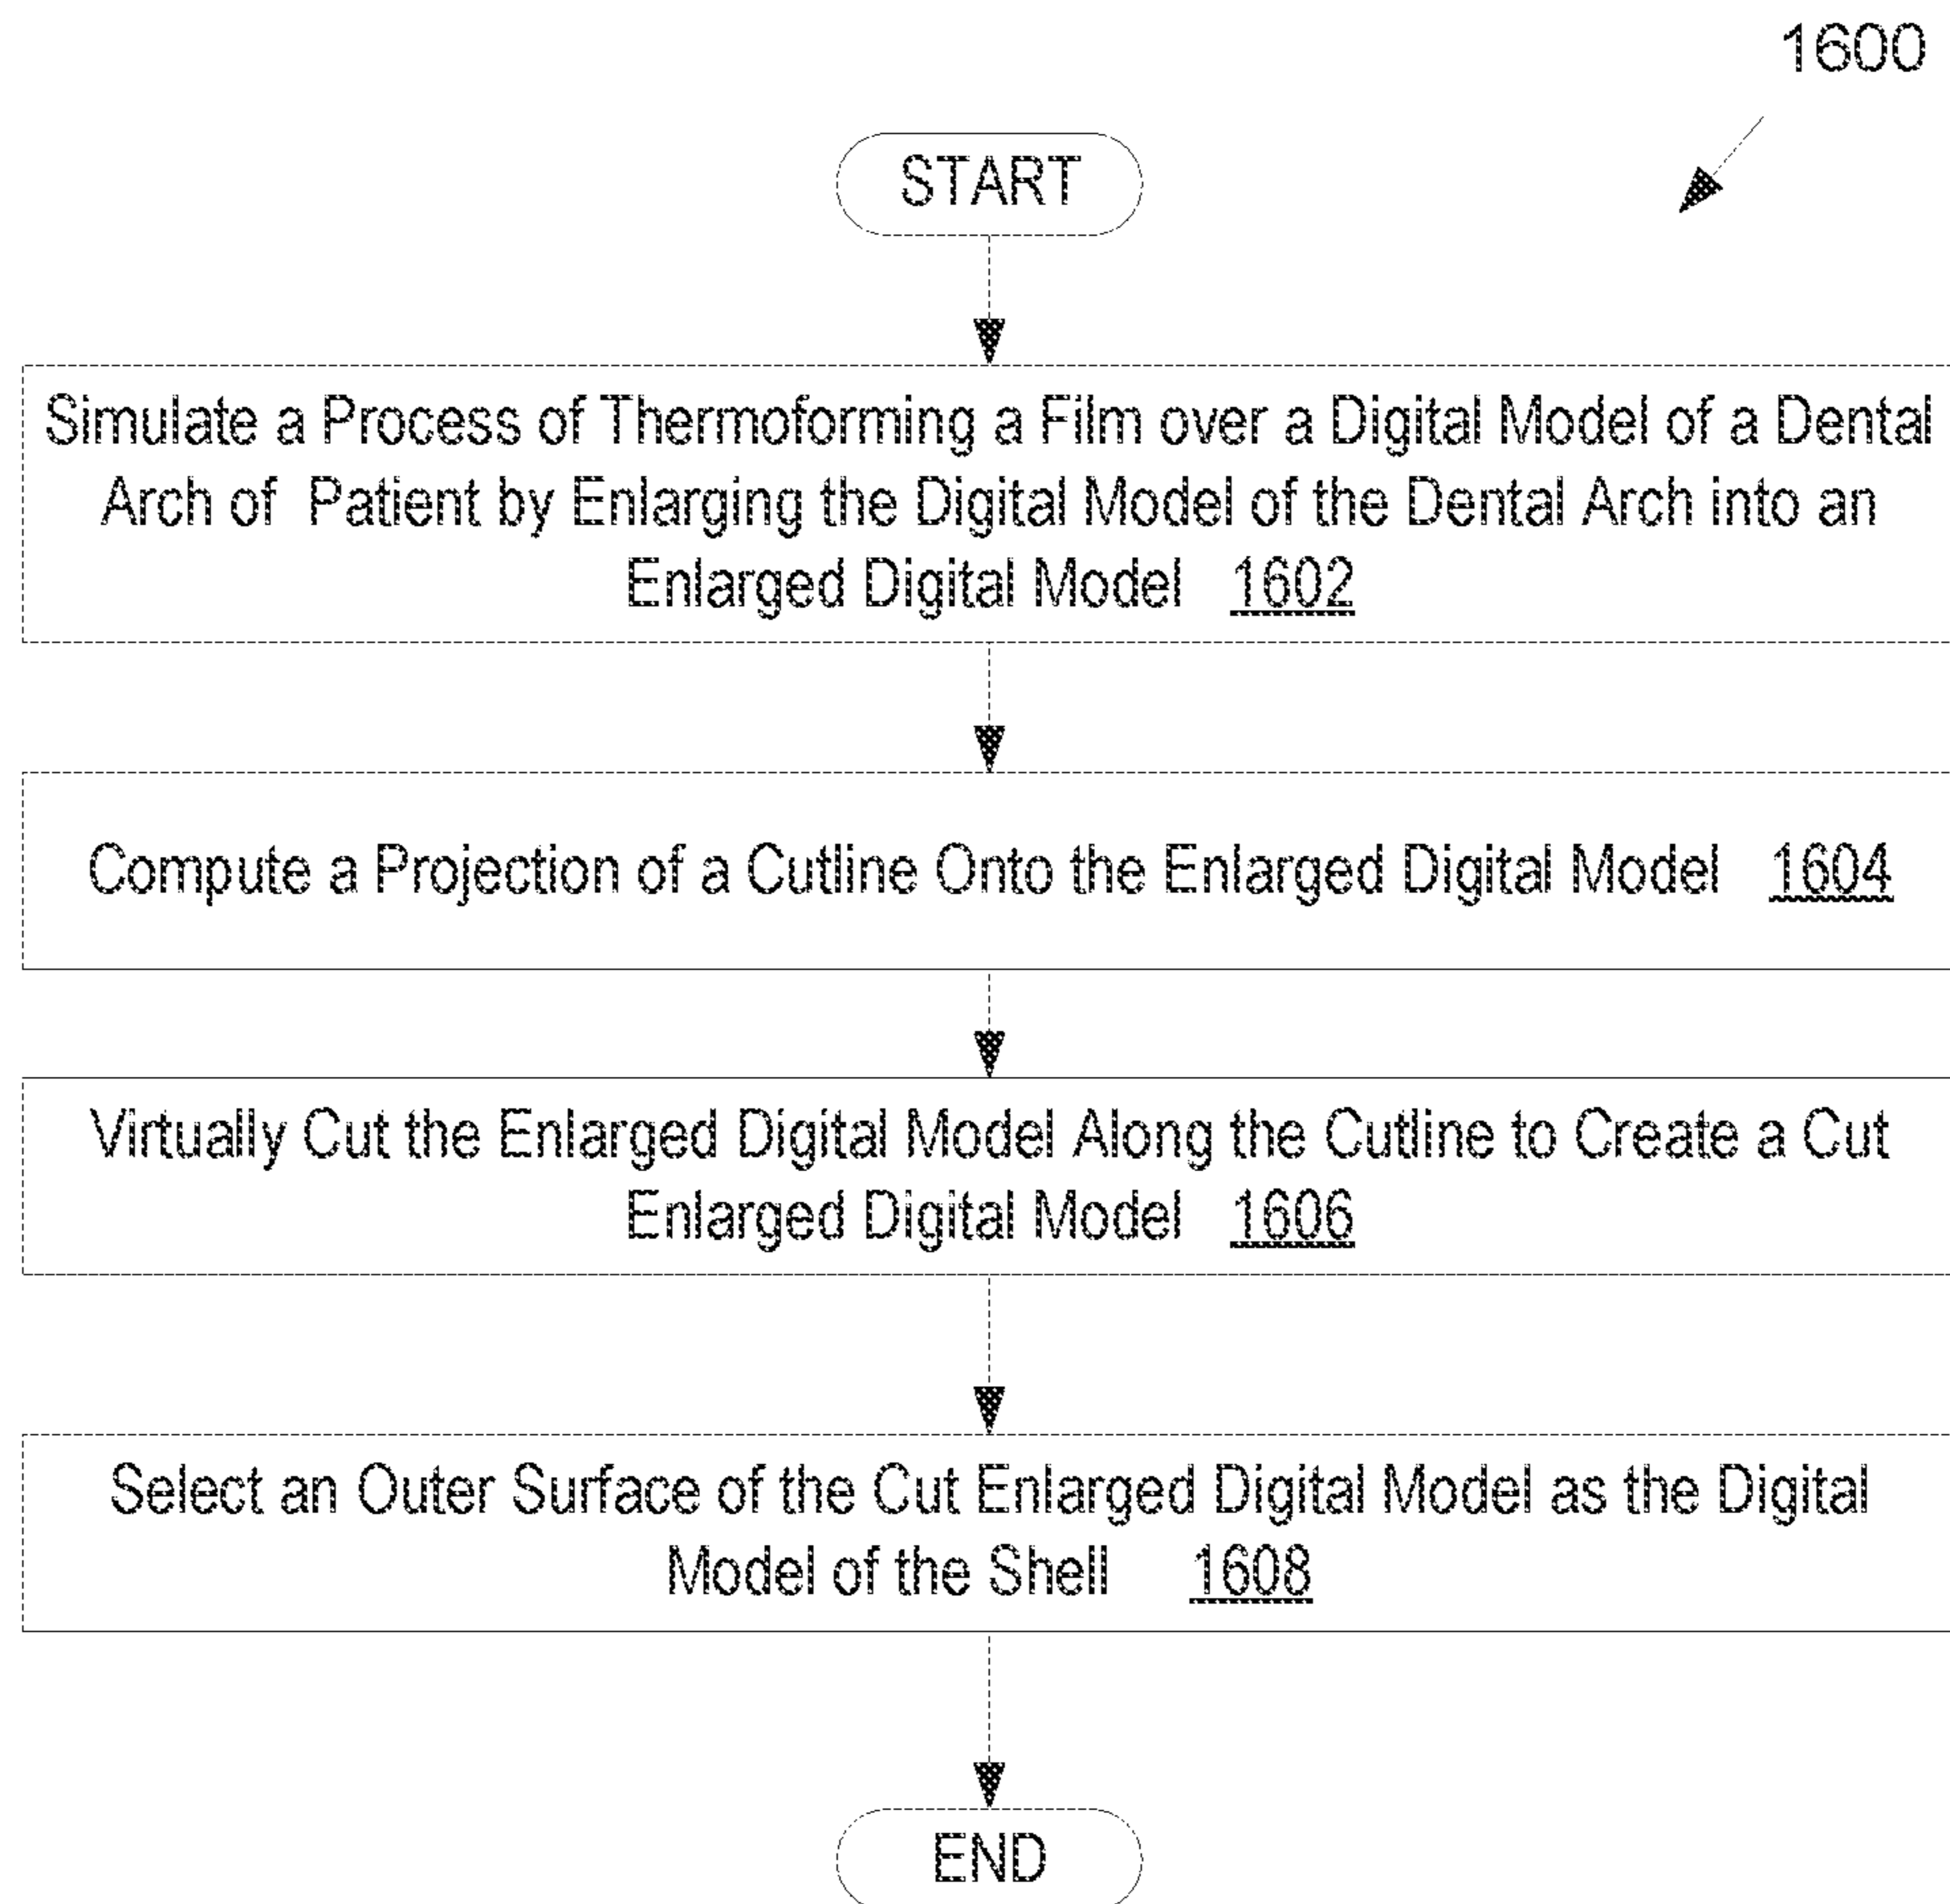 1600
START
Simulate a Process of Thermoforming a Film over a Digital Model of a Dental
Arch of Patient by Enlarging the Digital Model of the Dental Arch into an
Enlarged Digital Model 1602
Compute a Projection of a Cutline Onto the Enlarged Digital Model 1604
Virtually Cut the Enlarged Digital Model Along the Cutline to Create a Cut
Enlarged Digital Model 1606
Select an Outer Surface of the Cut Enlarged Digital Model as the Digital
Model of the Shell 1608
END